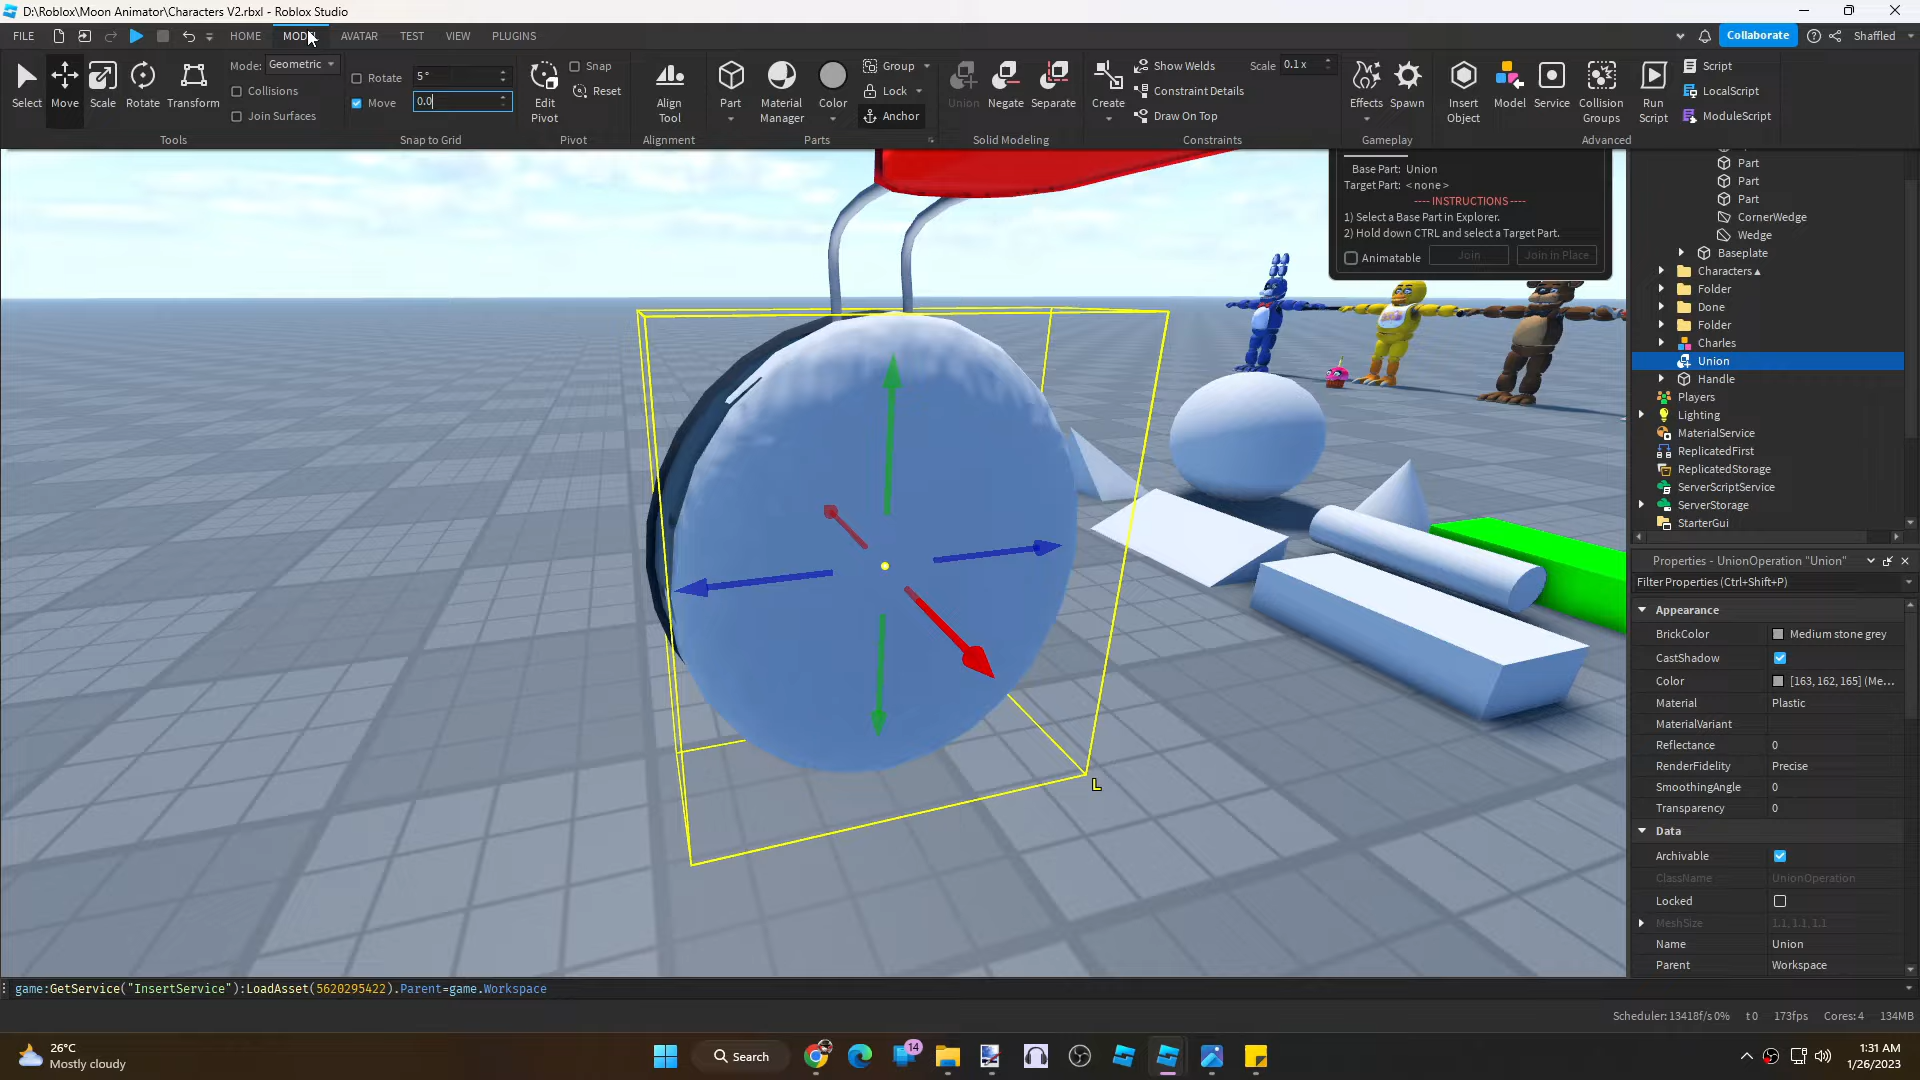 D:\Roblox\Moon Animator\Characters V2.rbxl - Roblox Studio
FILE HOME MODEL AVATAR TEST VIEW PLUGINS Collaborate Shaffled
Select Move Scale Rotate Transform
Mode: Geometric
Collisions
Join Surfaces
Tools
Rotate 5°
Move 0.0
Snap to Grid
Edit Pivot
Snap
Reset
Pivot
Align Tool
Alignment
Part
Material Manager
Color
Group
Lock
Anchor
Parts
Union Negate Separate
Solid Modeling
Create
Show Welds
Constraint Details
Draw On Top
Scale 0.1 x
Constraints
Effects Spawn
Gameplay
Insert Object
Model
Service
Collision Groups
Run Script
Script
LocalScript
ModuleScript
Advanced
Base Part: Union
Target Part: < none >
---- INSTRUCTIONS ----
1) Select a Base Part in Explorer.
2) Hold down CTRL and select a Target Part.
Animatable Join Join in Place
L
Part
Part
Part
CornerWedge
Wedge
Baseplate
Characters
Folder
Done
Folder
Charles
Union
Handle
Players
Lighting
MaterialService
ReplicatedFirst
ReplicatedStorage
ServerScriptService
ServerStorage
StarterGui
Properties - UnionOperation "Union"
Filter Properties (Ctrl+Shift+P)
Appearance
BrickColor Medium stone grey
CastShadow
Color [163, 162, 165] (Me...
Material Plastic
MaterialVariant
Reflectance 0
RenderFidelity Precise
SmoothingAngle 0
Transparency 0
Data
Archivable
ClassName UnionOperation
Locked
MeshSize 1.1, 1.1, 1.1
Name Union
Parent Workspace
game:GetService("InsertService"):LoadAsset(5620295422).Parent=game.Workspace
Scheduler: 13418f/s 0% t 0 173fps Cores: 4 134MB
26°C
Mostly cloudy
Search
14
1:31 AM
1/26/2023